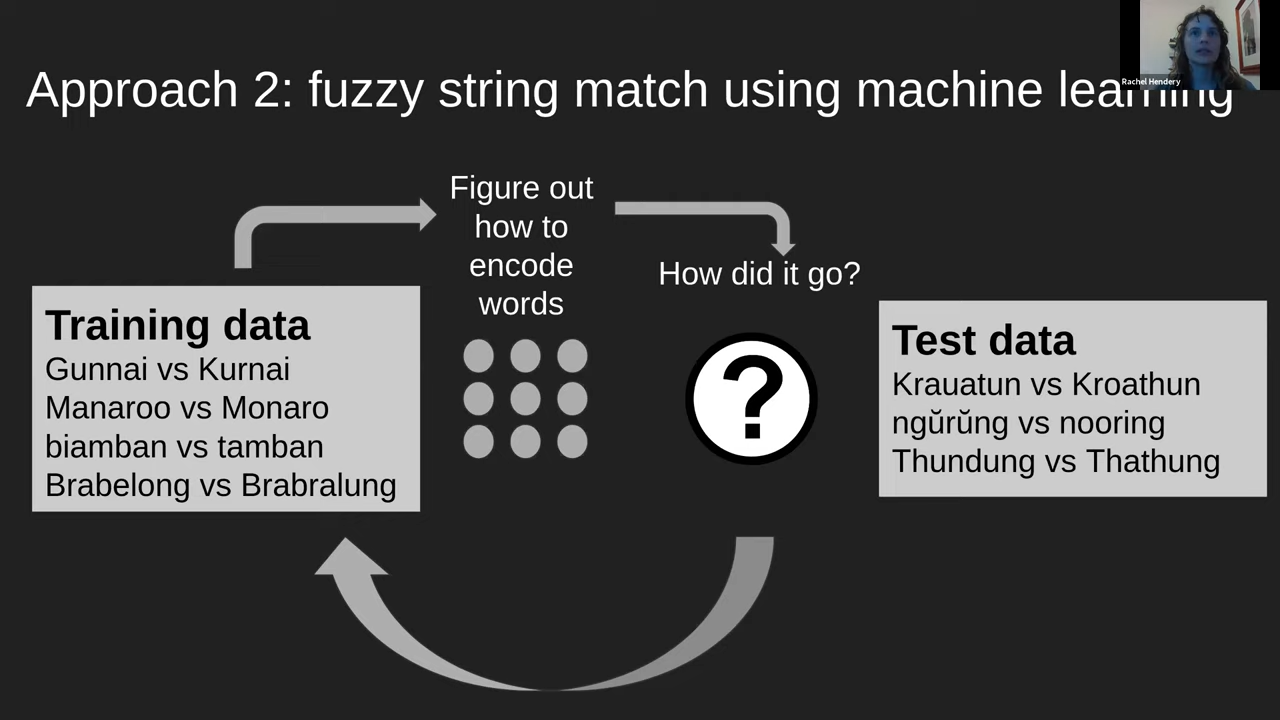 Rachel Hendery
Approach 2: fuzzy string match using machine learning
Figure out
how to
encode
words
How did it go?
Training data
Gunnai vs Kurnai
Manaroo vs Monaro
biamban vs tamban
Brabelong vs Brabralung
?
Test data
Krauatun vs Kroathun
ngŭrŭng vs nooring
Thundung vs Thathung